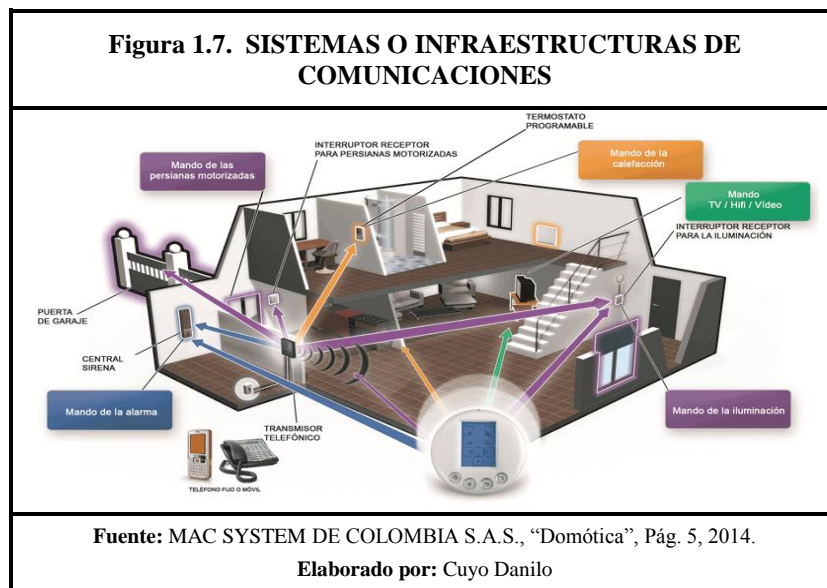 Figura 1.7. SISTEMAS O INFRAESTRUCTURAS DE
COMUNICACIONES
TERMOSTATO
PROGRAMABLE
INTERRUPTOR RECEPTOR
PARA PERSIANAS MOTORIZADAS
Mando de las
persianas motorizadas
Mando de la
calefacción
Mando
TV / Hifi / Vídeo
INTERRUPTOR RECEPTOR
PARA LA ILUMINACIÓN
PUERTA
DE GARAJE
CENTRAL
SIRENA
Mando de la alarma
Mando de la iluminación
TRANSMISOR
TELEFÓNICO
TELÉFONO FIJO O MÓVIL
Fuente: MAC SYSTEM DE COLOMBIA S.A.S., “Domótica”, Pág. 5, 2014.
Elaborado por: Cuyo Danilo